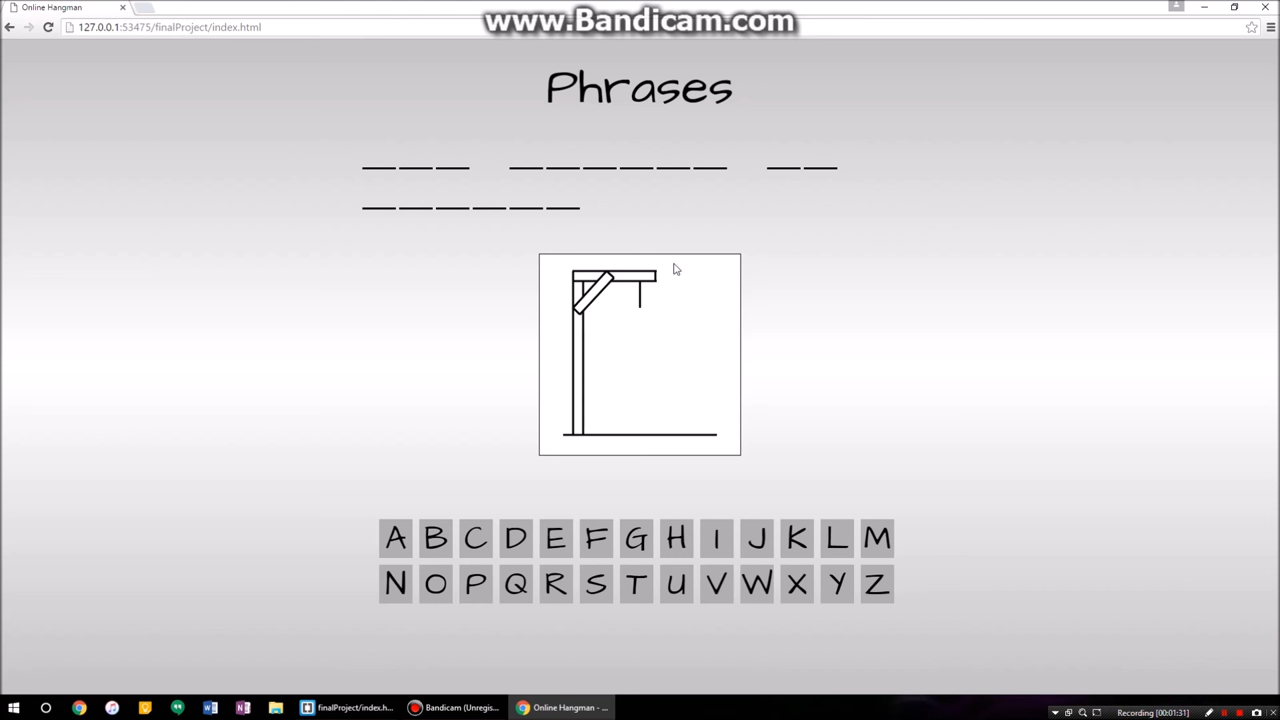 Online Hangman
www.Bandicam.com
127.0.0.1:53475/finalProject/index.html
Phrases
A B C D E F G H I J K L M
N O P Q R S T U V W X Y Z
finalProject/index.h...
Bandicam (Unregis...
Online Hangman - ...
Recording [00:01:31]